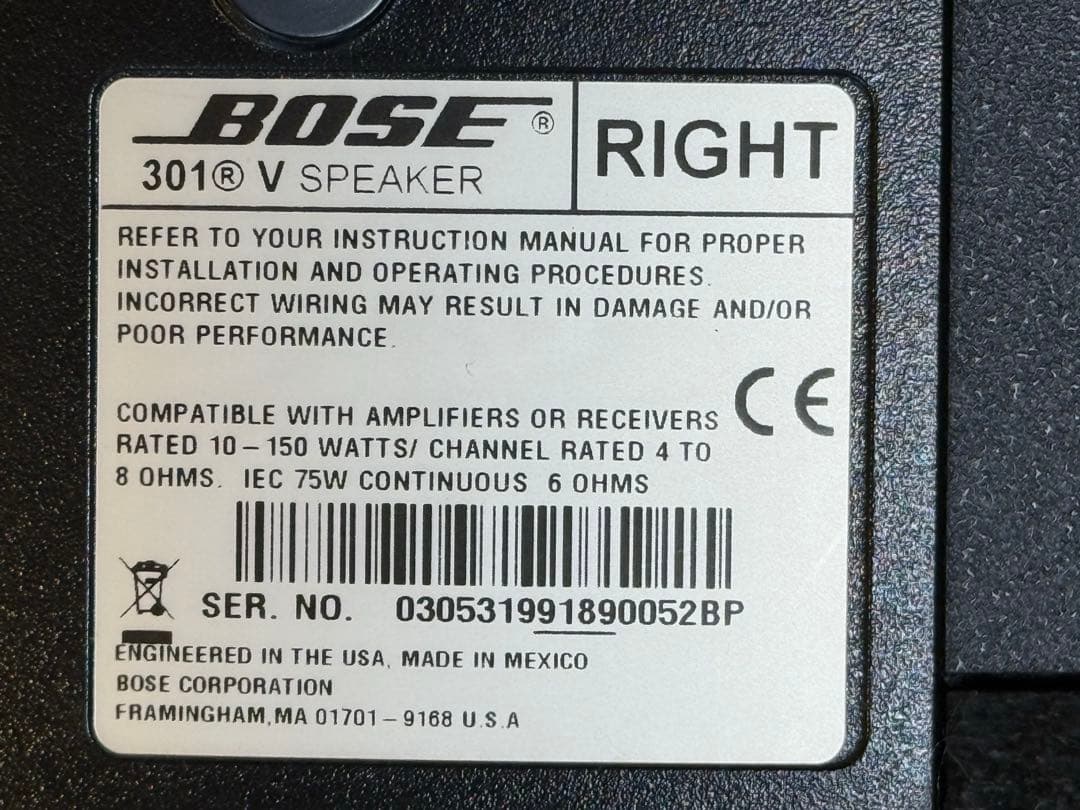 BOSE®
301® V SPEAKER
RIGHT
REFER TO YOUR INSTRUCTION MANUAL FOR PROPER
INSTALLATION AND OPERATING PROCEDURES.
INCORRECT WIRING MAY RESULT IN DAMAGE AND/OR
POOR PERFORMANCE.
CE
COMPATIBLE WITH AMPLIFIERS OR RECEIVERS
RATED 10–150 WATTS/ CHANNEL RATED 4 TO
8 OHMS. IEC 75W CONTINUOUS 6 OHMS
SER. NO. 030531991890052BP
ENGINEERED IN THE USA, MADE IN MEXICO
BOSE CORPORATION
FRAMINGHAM,MA 01701–9168 U.S.A